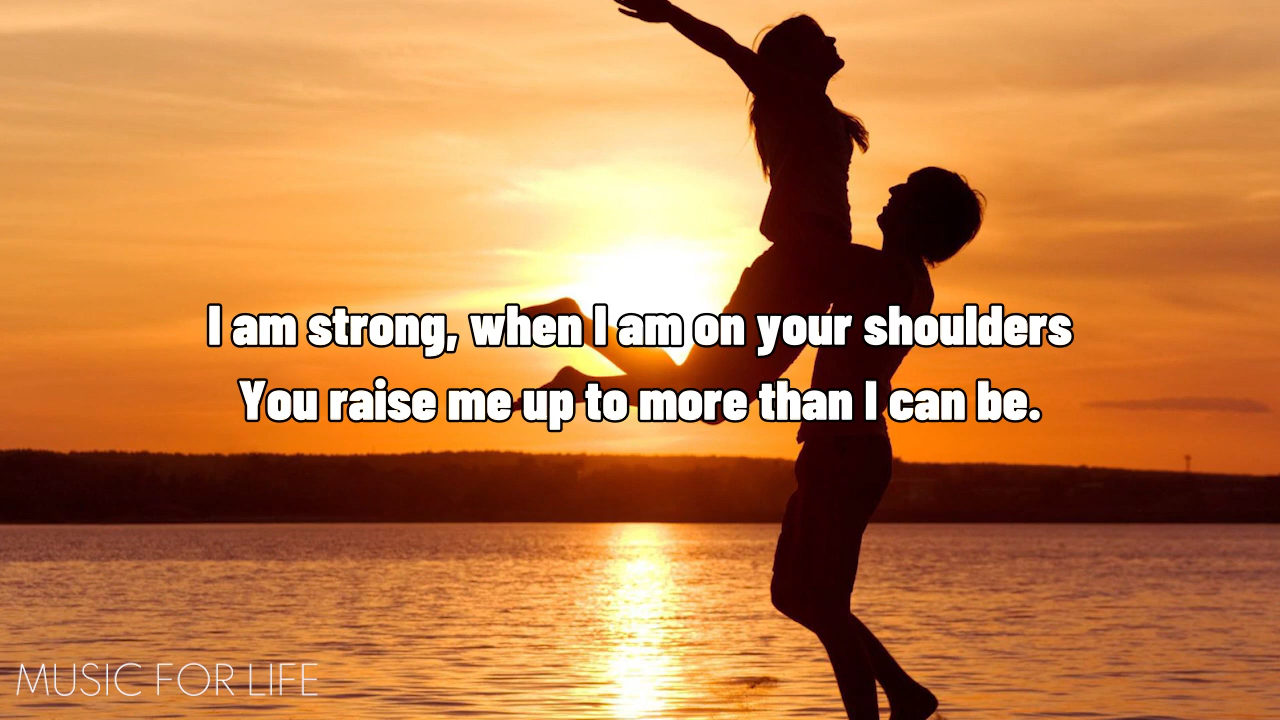 I am strong, when I am on your shoulders
You raise me up to more than I can be.
MUSIC FOR LIFE